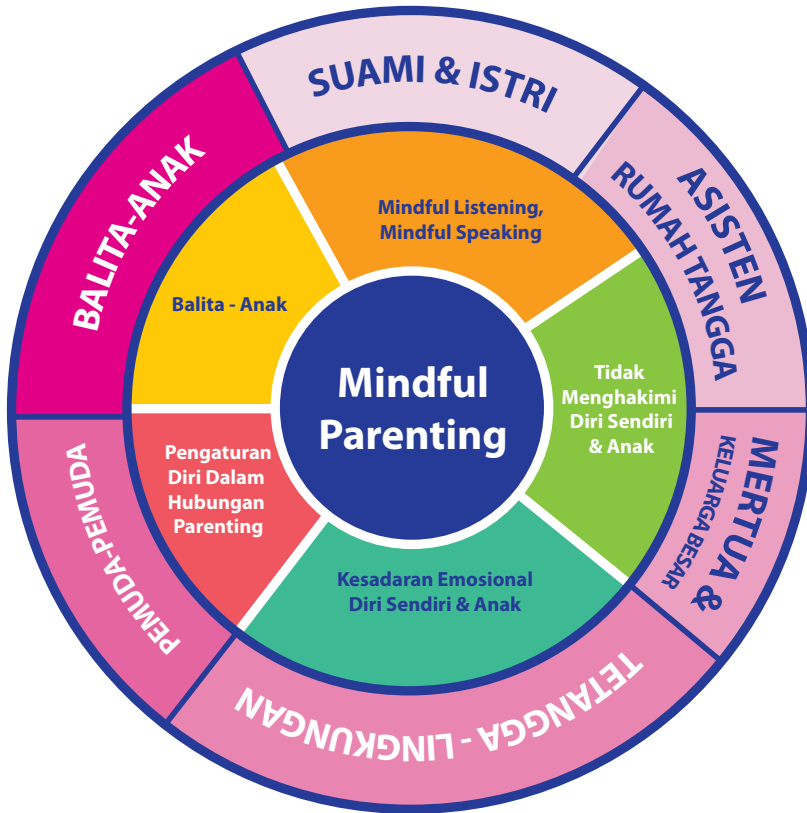 SUAMI & ISTRI
ASISTEN
RUMAH TANGGA
MERTUA &
KELUARGA BESAR
TETANGGA - LINGKUNGAN
PEMUDA-PEMUDA
BALITA-ANAK
Mindful Listening,
Mindful Speaking
Tidak
Menghakimi
Diri Sendiri
& Anak
Kesadaran Emosional
Diri Sendiri & Anak
Pengaturan
Diri Dalam
Hubungan
Parenting
Balita - Anak
Mindful
Parenting